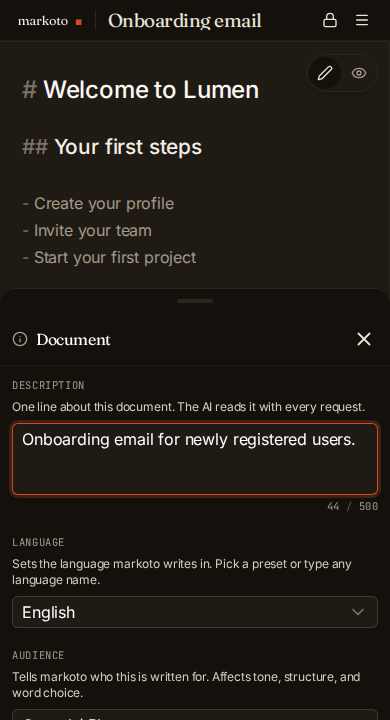 markoto
Onboarding email
# Welcome to Lumen
## Your first steps
- Create your profile
- Invite your team
- Start your first project
Document
DESCRIPTION
One line about this document. The AI reads it with every request.
Onboarding email for newly registered users.
44 / 500
LANGUAGE
Sets the language markoto writes in. Pick a preset or type any
language name.
English
AUDIENCE
Tells markoto who this is written for. Affects tone, structure, and
word choice.